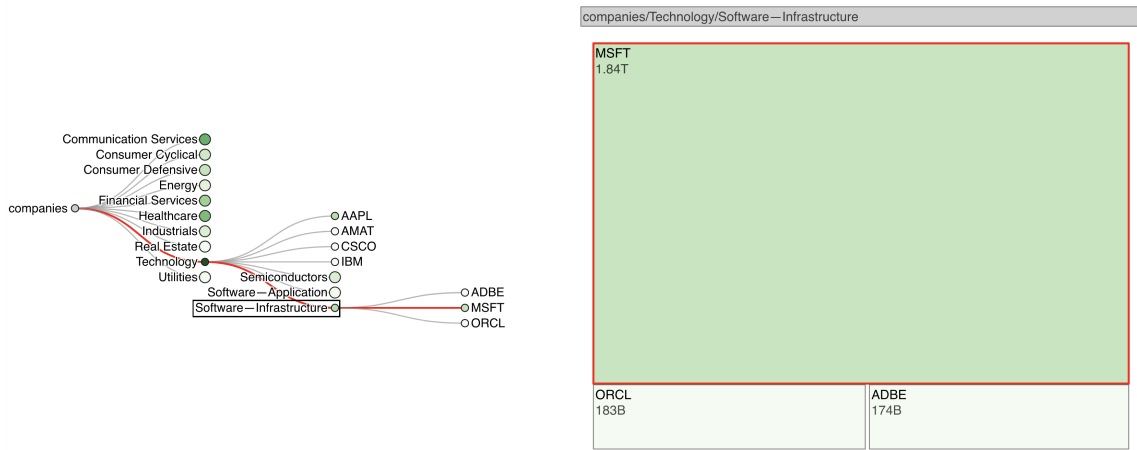 companies/Technology/Software—Infrastructure
MSFT
1.84T
Communication Services
Consumer Cyclical
Consumer Defensive
Energy
Financial Services
companies
Healthcare
AAPL
Industrials
AMAT
Real Estate
CSCO
Technology
IBM
Utilities
Semiconductors
Software—Application
ADBE
Software—Infrastructure
MSFT
ORCL
ORCL
183B
ADBE
174B